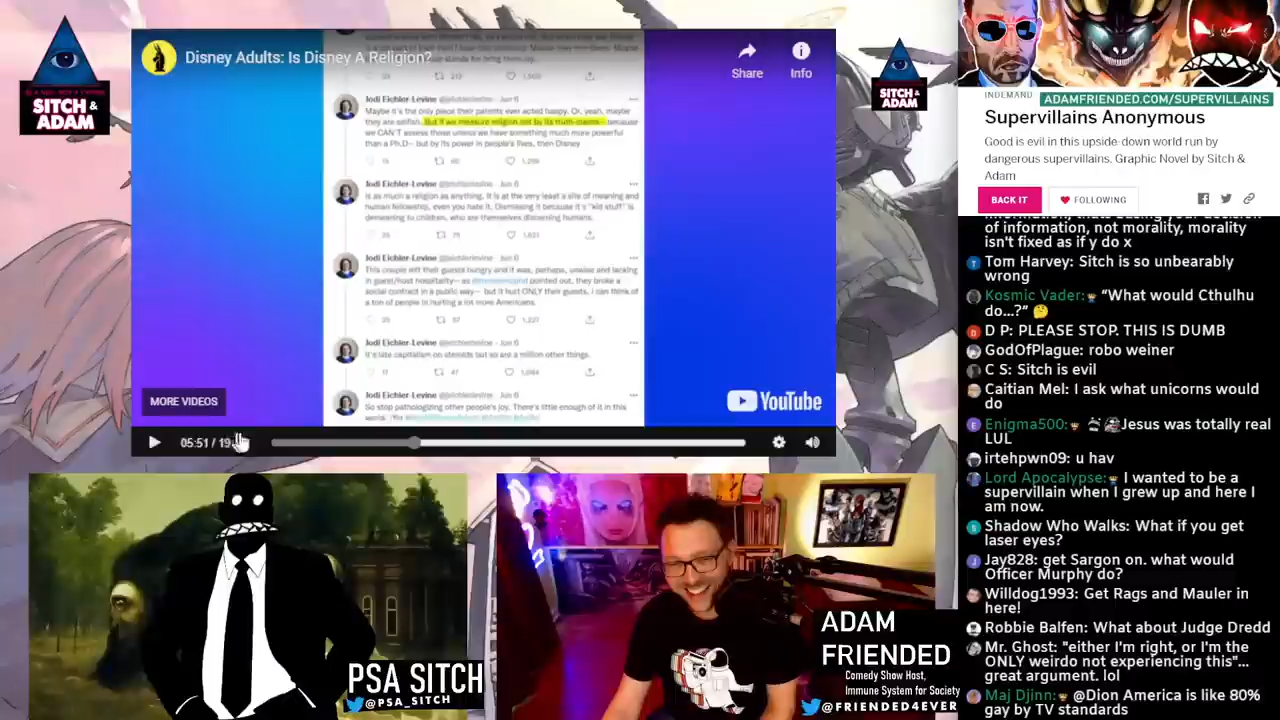 Disney Adults: Is Disney A Religion?
Share
Info
SITCH &
ADAM
SITCH &
ADAM
Jodi Eichler-Levine @jeichlerlevine · Jun 6
Maybe it's the only place their parents ever acted happy. Or, yeah, maybe
they are selfish. But if we measure religion not by its truth-claims-- because
we CAN'T assess those unless we have something much more powerful
than a Ph.D-- but by its power in people's lives, then Disney
Jodi Eichler-Levine @jeichlerlevine · Jun 6
is as much a religion as anything. It is at the very least a site of meaning and
human fellowship, even you hate it. Dismissing it because it's "kid stuff" is
demeaning to children, who are themselves discerning humans.
Jodi Eichler-Levine @jeichlerlevine · Jun 6
This couple left their guests hungry and it was, perhaps, unwise and lacking
in guest/host hospitality-- as pointed out, they broke a
social contract in a public way-- but it hurt ONLY their guests. I can think of
a ton of people is hurting a lot more Americans.
Jodi Eichler-Levine @jeichlerlevine · Jun 6
It's late capitalism on steroids but so are a million other things.
17 47
Jodi Eichler-Levine @jeichlerlevine · Jun 6
So stop pathologizing other people's joy. There's little enough of it in this
MORE VIDEOS
YouTube
05:51 / 19
PSA SITCH
@PSA_SITCH
ADAM
FRIENDED
Comedy Show Host,
Immune System for Society
@FRIENDED4EVER
INDEMAND
ADAMFRIENDED.COM/SUPERVILLAINS
Supervillains Anonymous
Good is evil in this upside-down world run by
dangerous supervillains. Graphic Novel by Sitch &
Adam
BACK IT
FOLLOWING
of information, not morality, morality
isn't fixed as if y do x
Tom Harvey: Sitch is so unbearably
wrong
Kosmic Vader: “What would Cthulhu
do...?” 🤔
D P: PLEASE STOP. THIS IS DUMB
GodOfPlague: robo weiner
C S: Sitch is evil
Caitian Mel: I ask what unicorns would
do
Enigma500: Jesus was totally real
LUL
irtehpwn09: u hav
Lord Apocalypse: I wanted to be a
supervillain when I grew up and here I
am now.
Shadow Who Walks: What if you get
laser eyes?
Jay828: get Sargon on. what would
Officer Murphy do?
Willdog1993: Get Rags and Mauler in
here!
Robbie Balfen: What about Judge Dredd
Mr. Ghost: "either I'm right, or I'm the
ONLY weirdo not experiencing this"...
great argument. lol
Maj Djinn: @Dion America is like 80%
gay by TV standards